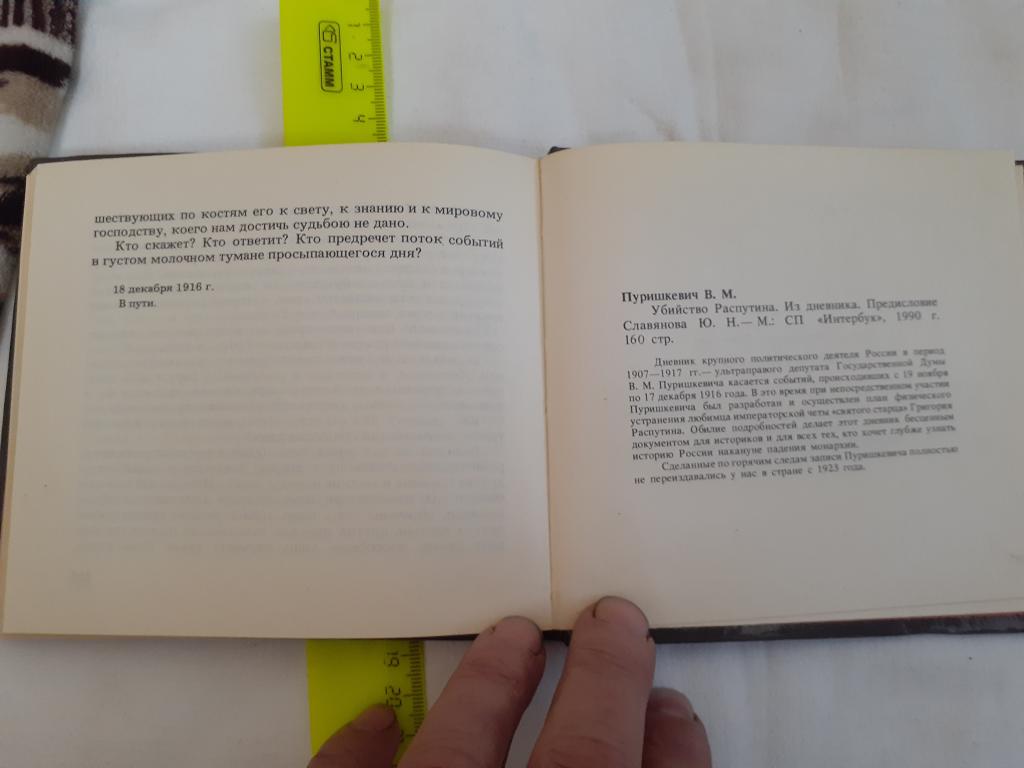 СТАММ
1
2
3
4
шествующих по костям его к свету, к знанию и к мировому
господству, коего нам достичь судьбою не дано.
Кто скажет? Кто ответит? Кто предречет поток событий
в густом молочном тумане просыпающегося дня?
18 декабря 1916 г.
В пути.
19
20
Пуришкевич В. М.
Убийство Распутина. Из дневника. Предисловие
Славянова Ю. Н.— М.: СП «Интербук», 1990 г.
160 стр.
Дневник крупного политического деятеля России в период
1907—1917 гг.— ультраправого депутата Государственной Думы
В. М. Пуришкевича касается событий, происходивших с 19 ноября
по 17 декабря 1916 года. В это время при непосредственном участии
Пуришкевича был разработан и осуществлен план физического
устранения любимца императорской четы «святого старца» Григория
Распутина. Обилие подробностей делает этот дневник бесценным
документом для историков и для всех тех, кто хочет глубже узнать
историю России накануне падения монархии.
Сделанные по горячим следам записи Пуришкевича полностью
не переиздавались у нас в стране с 1923 года.